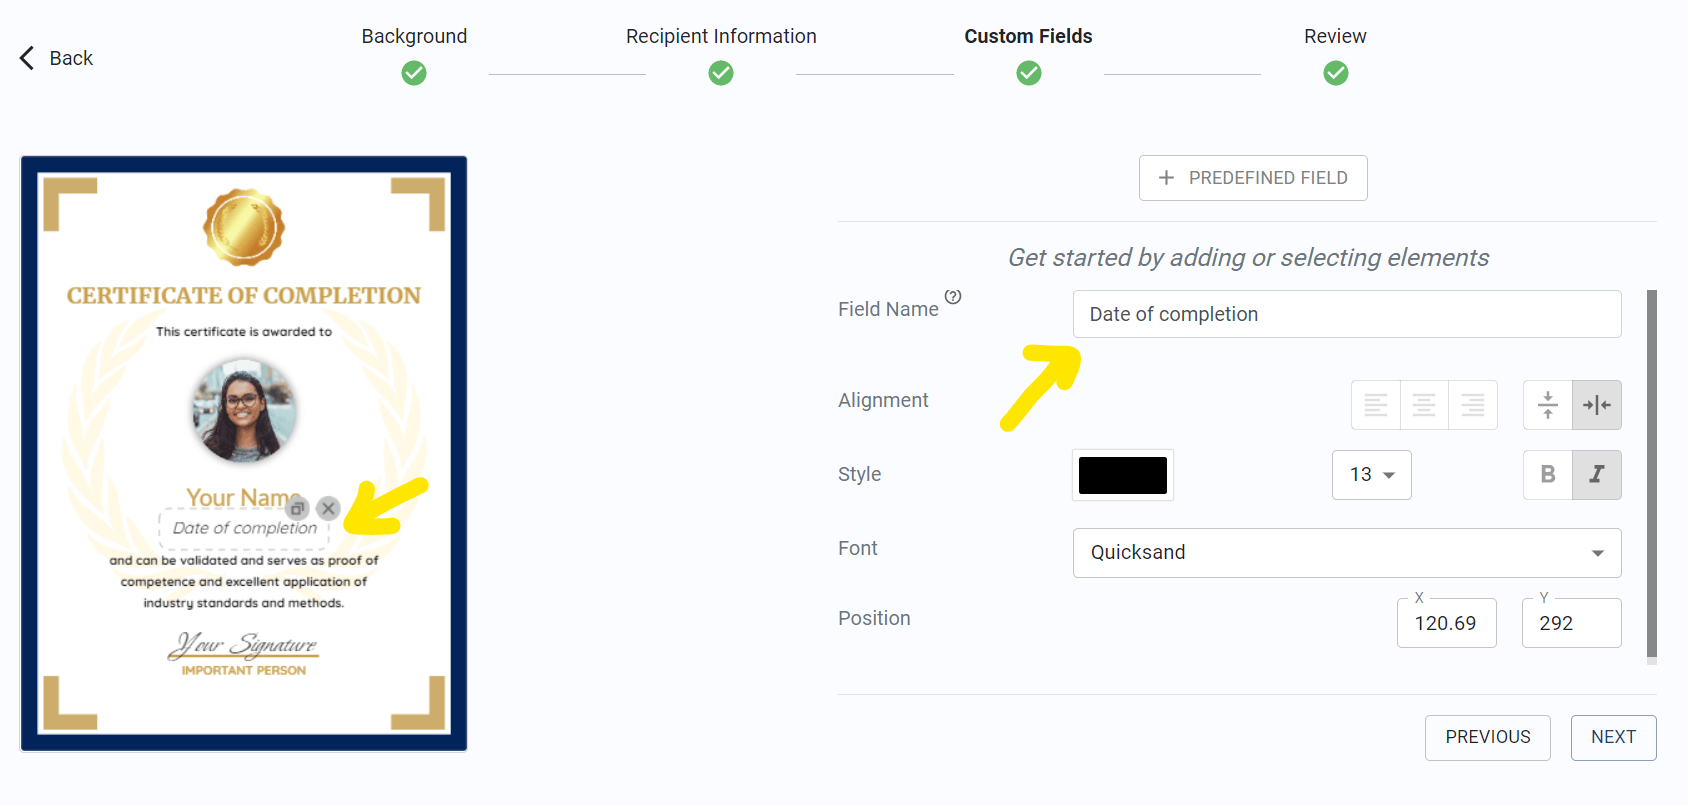 Back
Background
Recipient Information
Custom Fields
Review
CERTIFICATE OF COMPLETION
This certificate is awarded to
Your Name
Date of completion
and can be validated and serves as proof of
competence and excellent application of
industry standards and methods.
Your Signature
IMPORTANT PERSON
+ PREDEFINED FIELD
Get started by adding or selecting elements
Field Name ?
Date of completion
Alignment
Style
13
B I
Font
Quicksand
Position
X
120.69
Y
292
PREVIOUS
NEXT